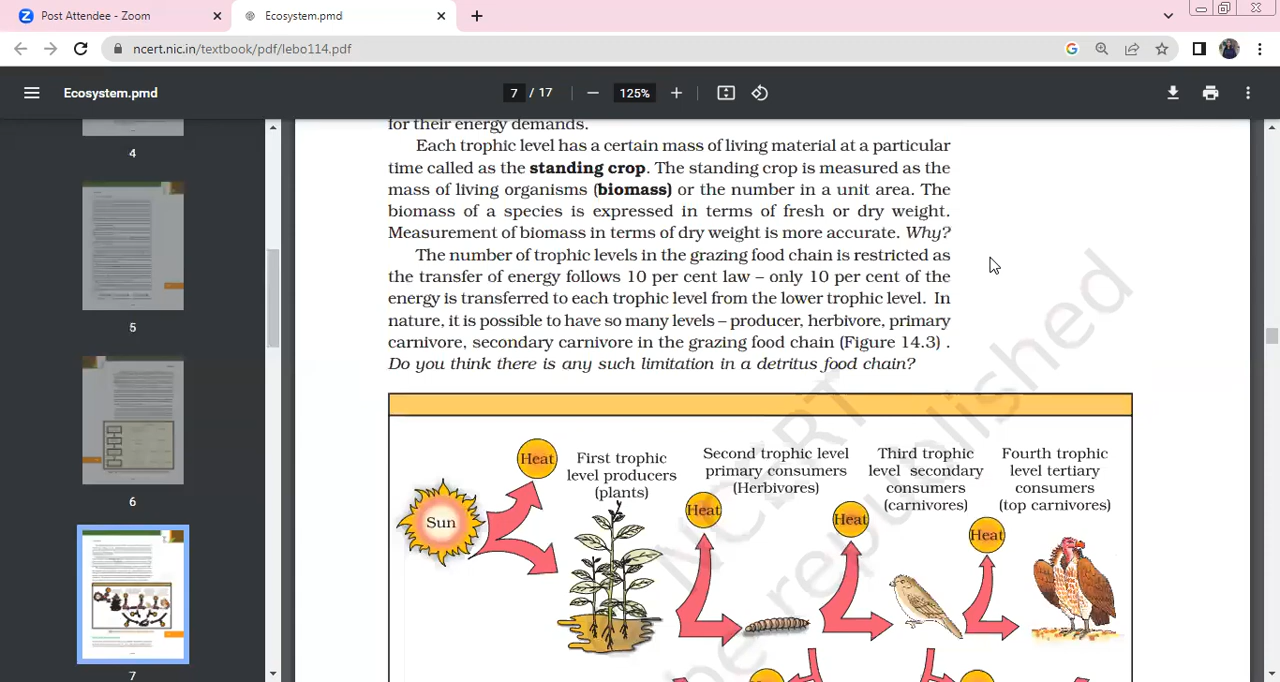 Post Attendee - Zoom
Ecosystem.pmd
ncert.nic.in/textbook/pdf/lebo114.pdf
Ecosystem.pmd
7 / 17
125%
4
5
6
7
for their energy demands.
Each trophic level has a certain mass of living material at a particular
time called as the standing crop. The standing crop is measured as the
mass of living organisms (biomass) or the number in a unit area. The
biomass of a species is expressed in terms of fresh or dry weight.
Measurement of biomass in terms of dry weight is more accurate. Why?
The number of trophic levels in the grazing food chain is restricted as
the transfer of energy follows 10 per cent law – only 10 per cent of the
energy is transferred to each trophic level from the lower trophic level. In
nature, it is possible to have so many levels – producer, herbivore, primary
carnivore, secondary carnivore in the grazing food chain (Figure 14.3) .
Do you think there is any such limitation in a detritus food chain?
Sun
Heat
First trophic
level producers
(plants)
Second trophic level
primary consumers
(Herbivores)
Heat
Third trophic
level secondary
consumers
(carnivores)
Heat
Fourth trophic
level tertiary
consumers
(top carnivores)
Heat
NCERT
published